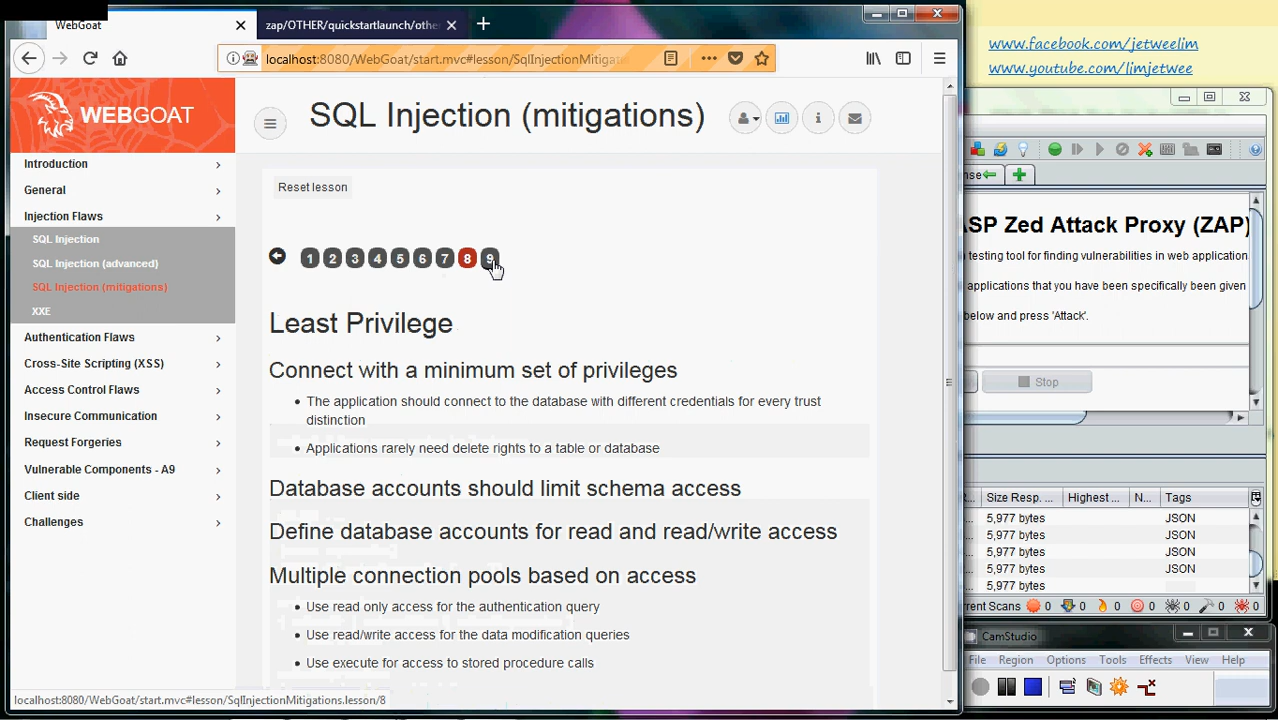 WebGoat
zap/OTHER/quickstartlaunch/othe
localhost:8080/WebGoat/start.mvc#lesson/SqlInjectionMitigat
www.facebook.com/jetweelim
www.youtube.com/limjetwee
WEBGOAT
SQL Injection (mitigations)
Introduction
General
Injection Flaws
SQL Injection
SQL Injection (advanced)
SQL Injection (mitigations)
XXE
Authentication Flaws
Cross-Site Scripting (XSS)
Access Control Flaws
Insecure Communication
Request Forgeries
Vulnerable Components - A9
Client side
Challenges
Reset lesson
1 2 3 4 5 6 7 8 9
Least Privilege
Connect with a minimum set of privileges
• The application should connect to the database with different credentials for every trust
distinction
• Applications rarely need delete rights to a table or database
Database accounts should limit schema access
Define database accounts for read and read/write access
Multiple connection pools based on access
• Use read only access for the authentication query
• Use read/write access for the data modification queries
• Use execute for access to stored procedure calls
localhost:8080/WebGoat/start.mvc#lesson/SqlInjectionMitigations.lesson/8
nse
ASP Zed Attack Proxy (ZAP)
testing tool for finding vulnerabilities in web application
applications that you have been specifically been given
below and press 'Attack'.
Stop
Size Resp. ... Highest ... N... Tags
5,977 bytes JSON
5,977 bytes JSON
5,977 bytes JSON
5,977 bytes JSON
5,977 bytes
rrent Scans 0 0 0 0 0 0 0
CamStudio
File Region Options Tools Effects View Help